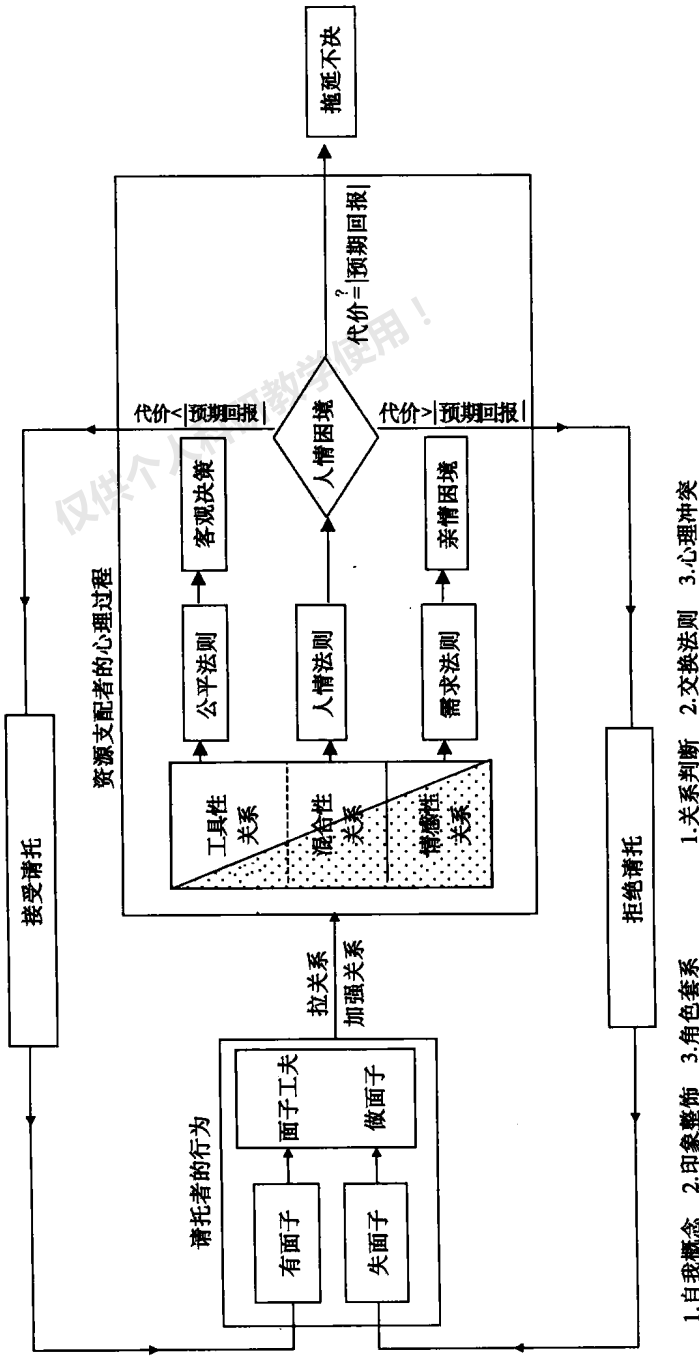 接受请托
资源支配者的心理过程
请托者的行为
有面子
失面子
面子工夫
做面子
拉关系
加强关系
工具性
关系
混合性
关系
情感性
关系
公平法则
人情法则
需求法则
客观决策
人情困境
亲情困境
代价<|预期回报|
代价>|预期回报|
?
代价=|预期回报|
拖延不决
拒绝请托
1.自我概念 2.印象整饰 3.角色套系
1.关系判断 2.交换法则 3.心理冲突
仅供个人科研教学使用！